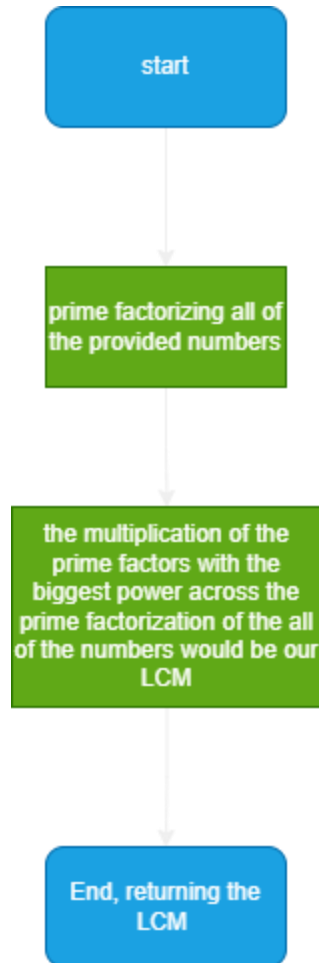 start
prime factorizing all of
the provided numbers
the multiplication of the
prime factors with the
biggest power across the
prime factorization of the all
of the numbers would be our
LCM
End, returning the
LCM